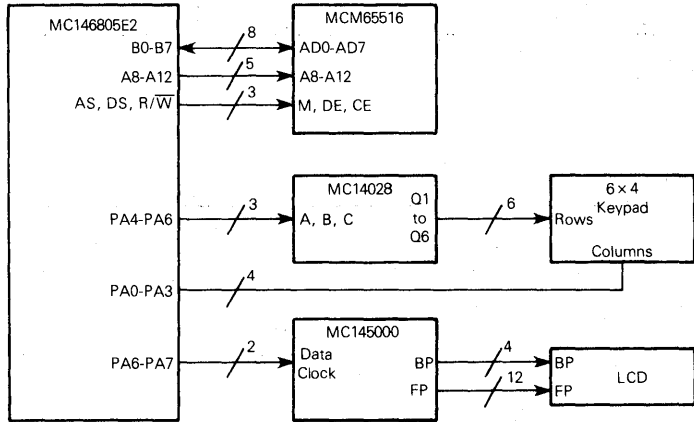 MC146805E2
MCM65516
B0-B7
8
AD0-AD7
A8-A12
5
A8-A12
AS, DS, R/W̅
3
M, DE, CE
MC14028
6 × 4
Keypad
PA4-PA6
3
A, B, C
Q1
to
Q6
6
Rows
Columns
PA0-PA3
4
MC145000
PA6-PA7
2
Data
Clock
BP
4
BP
LCD
FP
12
FP